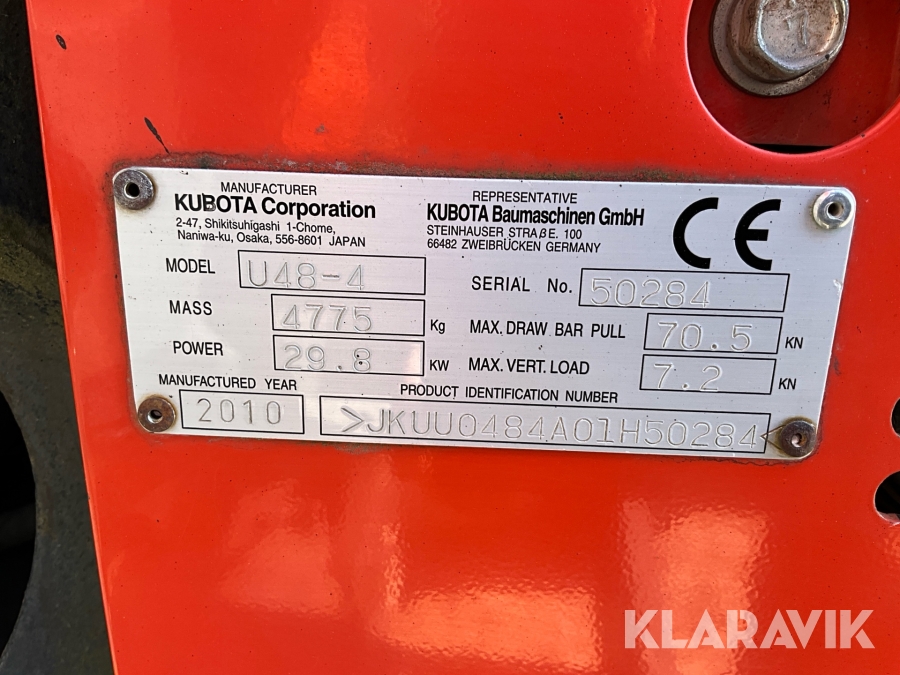 MANUFACTURER
KUBOTA Corporation
2-47, Shikitsuhigashi 1-Chome,
Naniwa-ku, Osaka, 556-8601 JAPAN
REPRESENTATIVE
KUBOTA Baumaschinen GmbH
STEINHAUSER STRAßE. 100
66482 ZWEIBRÜCKEN GERMANY
CE
MODEL U48-4
SERIAL No. 50284
MASS 4775 Kg
MAX. DRAW BAR PULL 70.5 KN
POWER 29.8 KW
MAX. VERT. LOAD 7.2 KN
MANUFACTURED YEAR
2010
PRODUCT IDENTIFICATION NUMBER
>JKUU0484A01H50284<
KLARAVIK